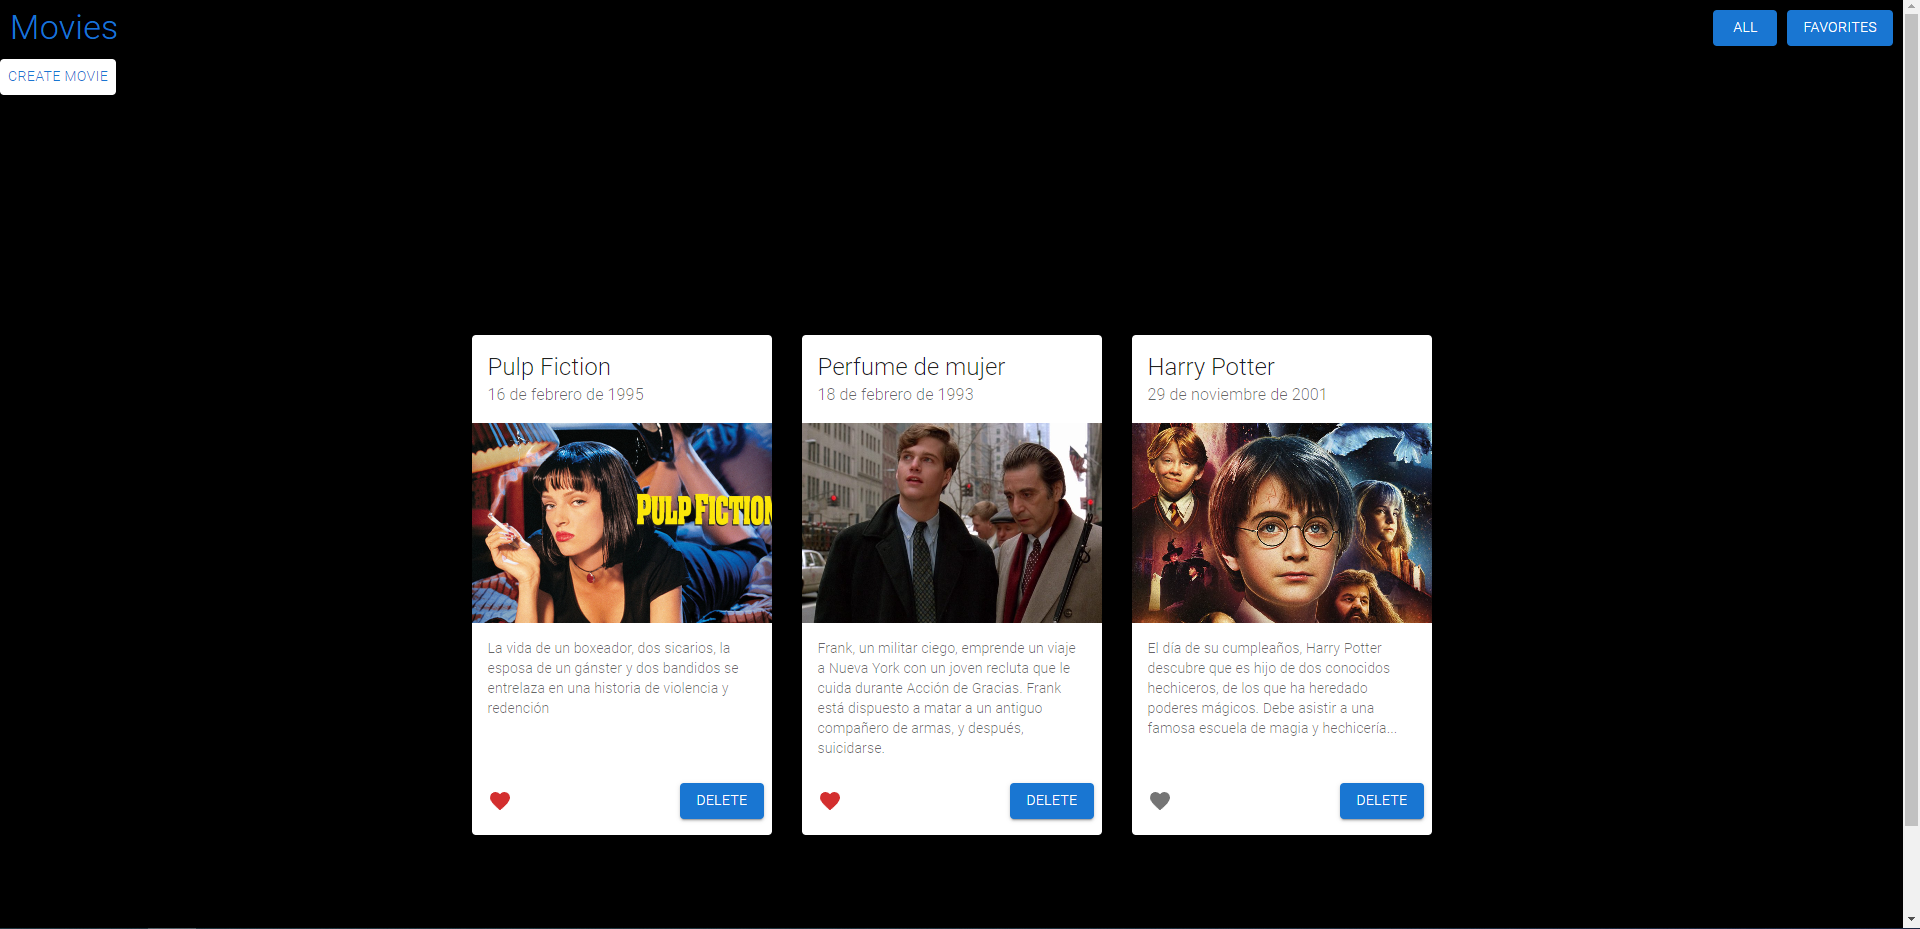 Movies
ALL
FAVORITES
CREATE MOVIE
Pulp Fiction
16 de febrero de 1995
PULP FICTION
La vida de un boxeador, dos sicarios, la
esposa de un gánster y dos bandidos se
entrelaza en una historia de violencia y
redención
DELETE
Perfume de mujer
18 de febrero de 1993
Frank, un militar ciego, emprende un viaje
a Nueva York con un joven recluta que le
cuida durante Acción de Gracias. Frank
está dispuesto a matar a un antiguo
compañero de armas, y después,
suicidarse.
DELETE
Harry Potter
29 de noviembre de 2001
El día de su cumpleaños, Harry Potter
descubre que es hijo de dos conocidos
hechiceros, de los que ha heredado
poderes mágicos. Debe asistir a una
famosa escuela de magia y hechicería...
DELETE